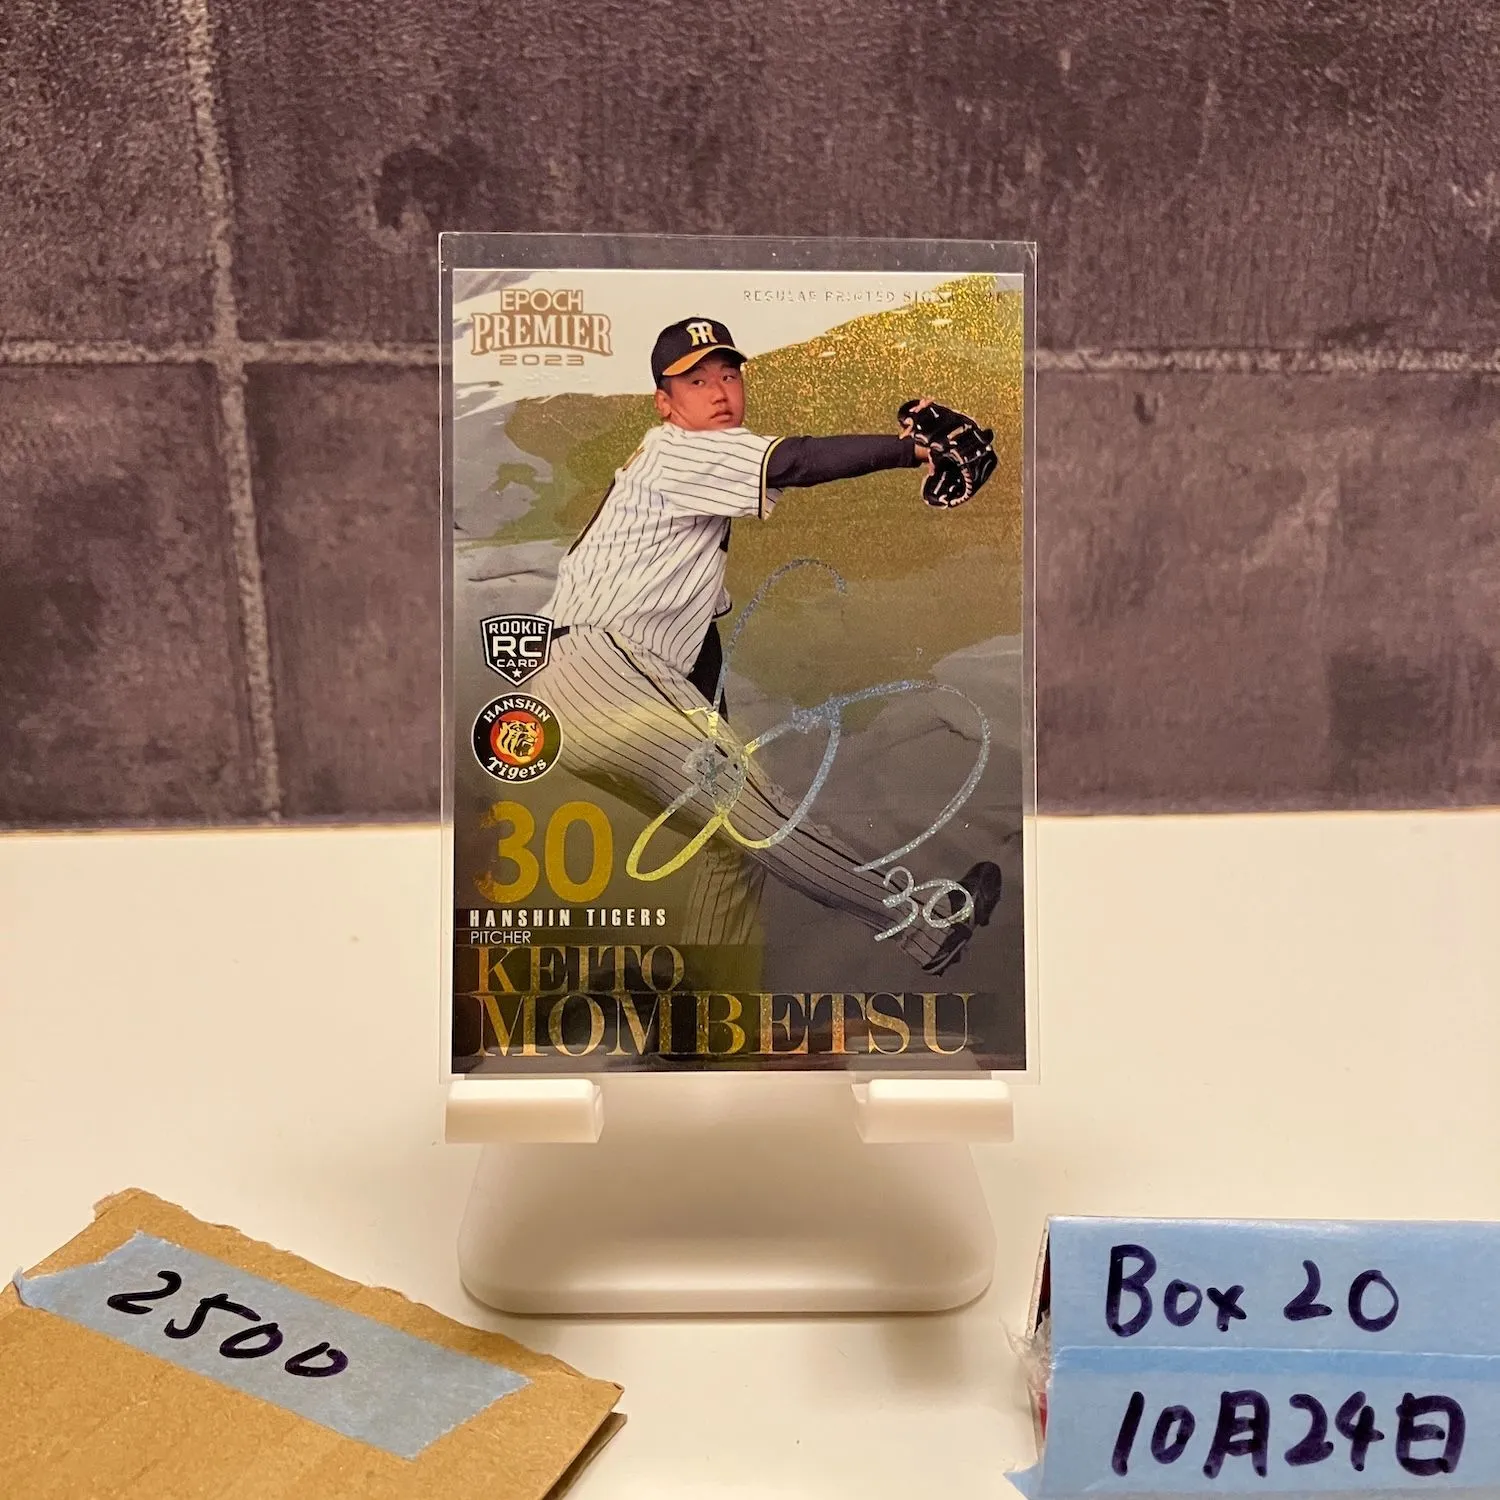 EPOCH
PREMIER
2023
REGULAR PRINTED
ROOKIE
RC
CARD
HANSHIN
Tigers
30
HANSHIN TIGERS
PITCHER
KEITO
MOMBETSU
30
2500
Box 20
10月24日